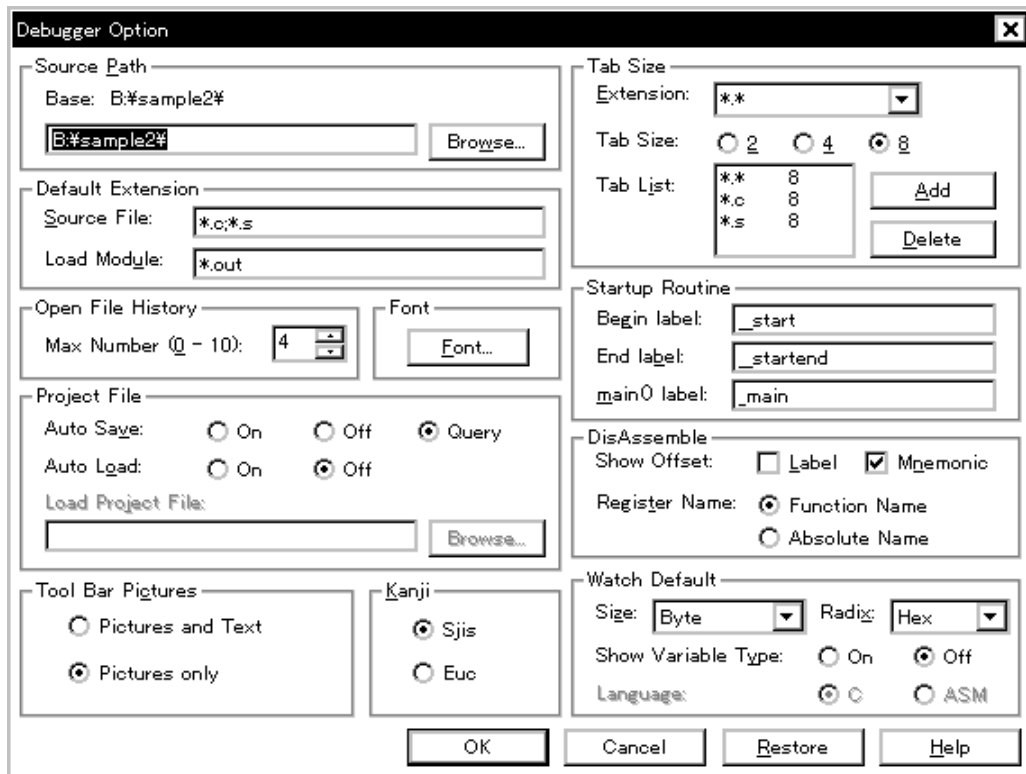 Debugger Option
Source Path
Base: B:¥sample2¥
B:¥sample2¥
Browse...
Default Extension
Source File: *.c;*.s
Load Module: *.out
Open File History
Max Number (0 - 10): 4
Font
Font...
Project File
Auto Save: On Off Query
Auto Load: On Off
Load Project File:
Browse...
Tool Bar Pictures
Pictures and Text
Pictures only
Kanji
Sjis
Euc
Tab Size
Extension: *.*
Tab Size: 2 4 8
Tab List:
*.* 8
*.c 8
*.s 8
Add
Delete
Startup Routine
Begin label: __start
End label: __startend
main() label: _main
DisAssemble
Show Offset: Label Mnemonic
Register Name: Function Name
Absolute Name
Watch Default
Size: Byte Radix: Hex
Show Variable Type: On Off
Language: C ASM
OK Cancel Restore Help